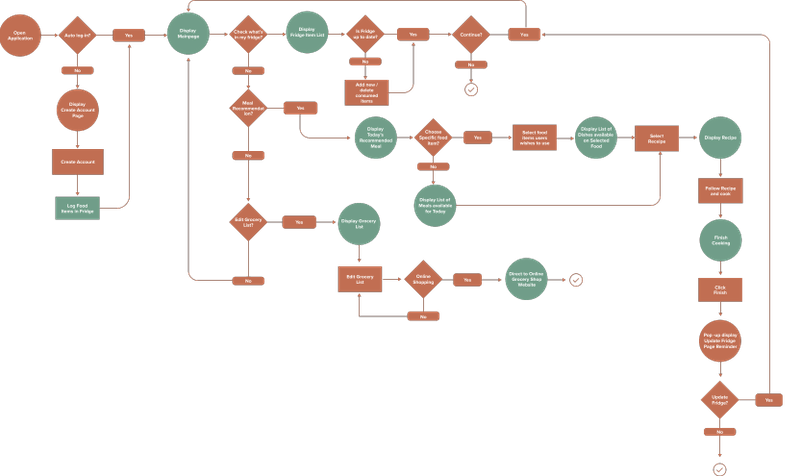 Open
Application
Auto log in?
Yes
No
Display
Create Account
Page
Create Account
Log Food
Items in Fridge
Display
Mainpage
Check what's
in my fridge?
Display
Fridge Item List
Is Fridge
up to date?
Yes
Continue?
Yes
No
No
Add new /
delete
consumed
items
No
Meal
Yes
Display
Today's
Recommended
Meal
Choose
Specific food
item?
Yes
Select food
items users
wishes to use
Display List of
Dishes available
on Selected
Food
Select
Display Recipe
No
No
Display List of
Meals available
for Today
Follow Recipe
and cook
Edit Grocery
List?
Yes
Display Grocery
List
Finish
Cooking
No
Edit Grocery
List
Online
Shopping
Yes
Direct to Online
Grocery Shop
Website
No
Click
Finish
Pop-up display
Update Fridge
Page Reminder
Update
Fridge?
Yes
No